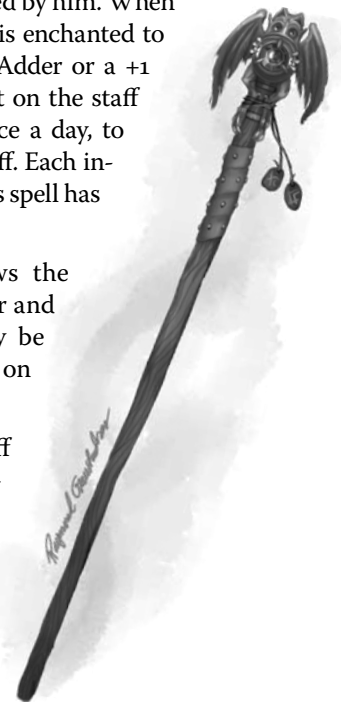 ed by him. When
is enchanted to
Adder or a +1
t on the staff
ce a day, to
ff. Each in-
s spell has
ws the
r and
y be
on
ff
Raymond